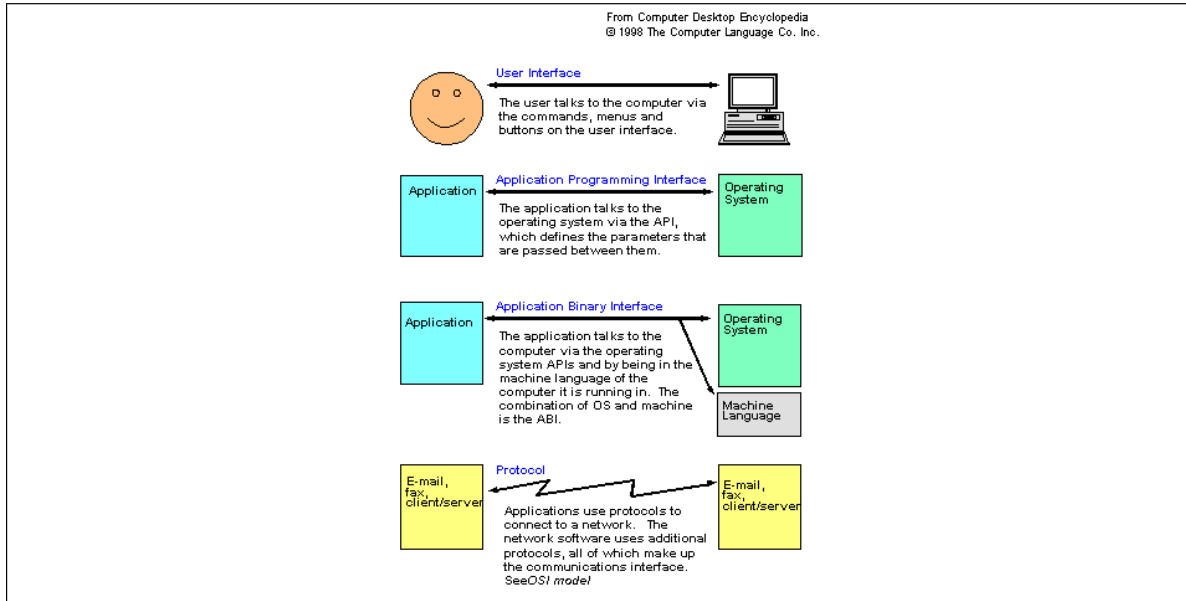 From Computer Desktop Encyclopedia
© 1998 The Computer Language Co. Inc.
User Interface
The user talks to the computer via
the commands, menus and
buttons on the user interface.
Application
Application Programming Interface
The application talks to the
operating system via the API,
which defines the parameters that
are passed between them.
Operating
System
Application
Application Binary Interface
The application talks to the
computer via the operating
system APIs and by being in the
machine language of the
computer it is running in. The
combination of OS and machine
is the ABI.
Operating
System
Machine
Language
E-mail,
fax,
client/server
Protocol
Applications use protocols to
connect to a network. The
network software uses additional
protocols, all of which make up
the communications interface.
SeeOSI model
E-mail,
fax,
client/server